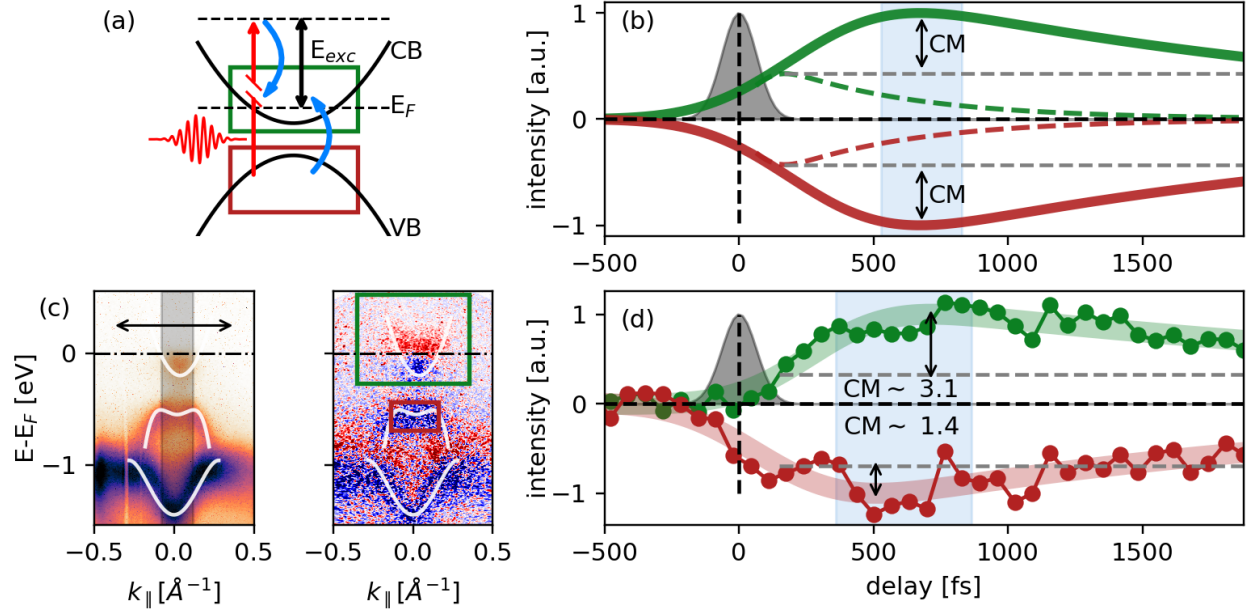 (a)
E_exc
CB
E_F
VB
(b)
intensity [a.u.]
1
0
−1
CM
CM
−500
0
500
1000
1500
(c)
E-E_F [eV]
0
−1
−0.5
0.0
0.5
k_∥[Å⁻¹]
−0.5
0.0
0.5
k_∥[Å⁻¹]
(d)
intensity [a.u.]
1
0
−1
CM ∼ 3.1
CM ∼ 1.4
−500
0
500
1000
1500
delay [fs]